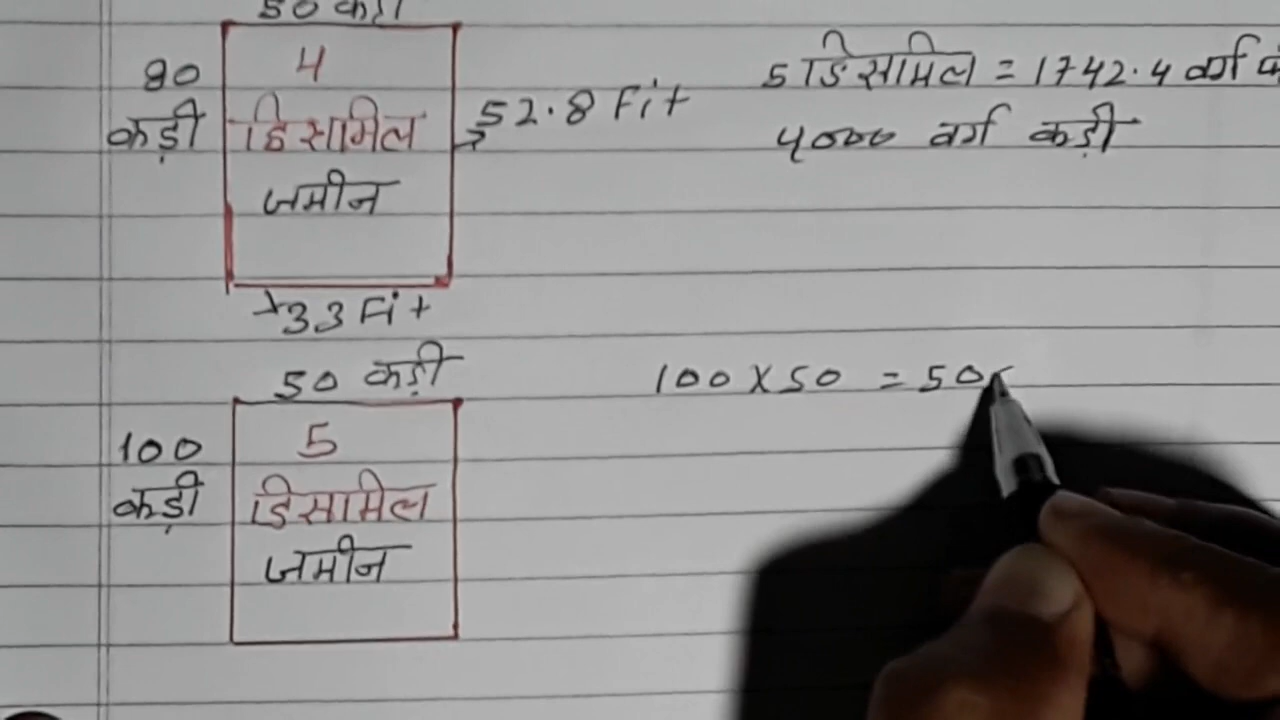 50 कड़ी
80 कड़ी
4 डिसमिल जमीन
52.8 Fit
33 Fit
5 डिसमिल = 1742.4 वर्ग
4000 वर्ग कड़ी
50 कड़ी
100 कड़ी
5 डिसमिल जमीन
100 X 50 = 50